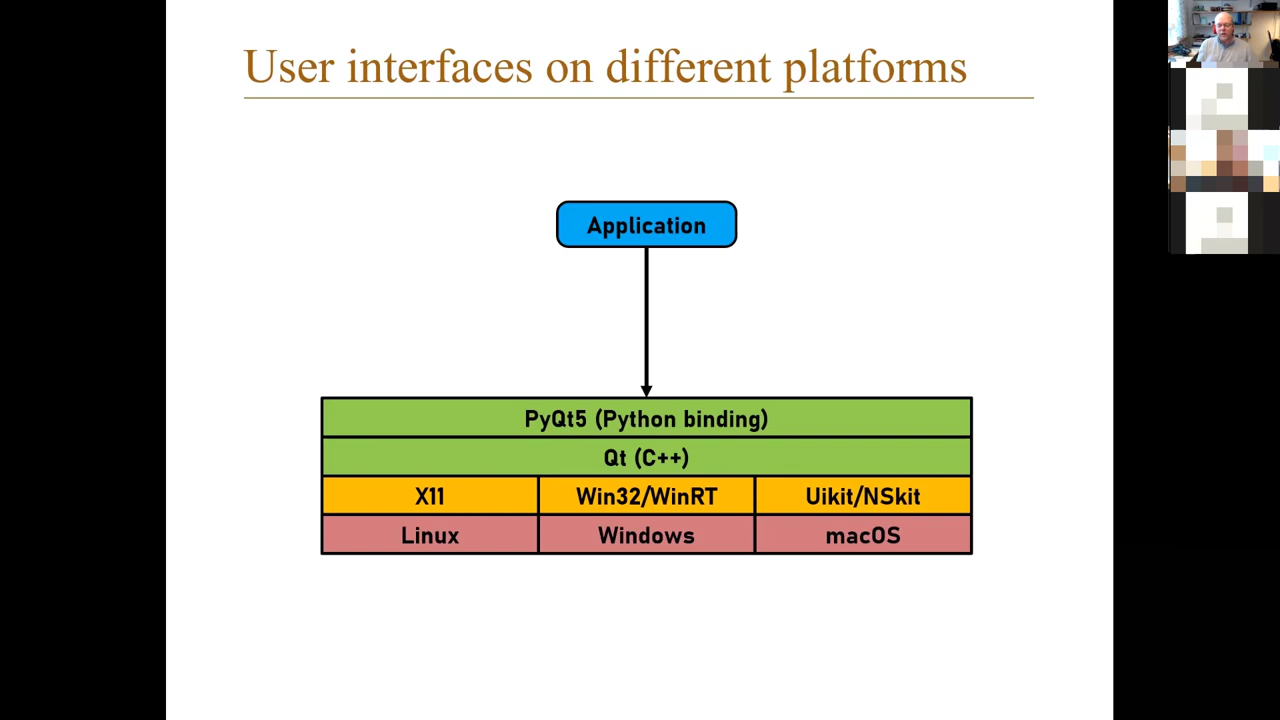 User interfaces on different platforms
Application
PyQt5 (Python binding)
Qt (C++)
X11 Win32/WinRT Uikit/NSkit
Linux Windows macOS